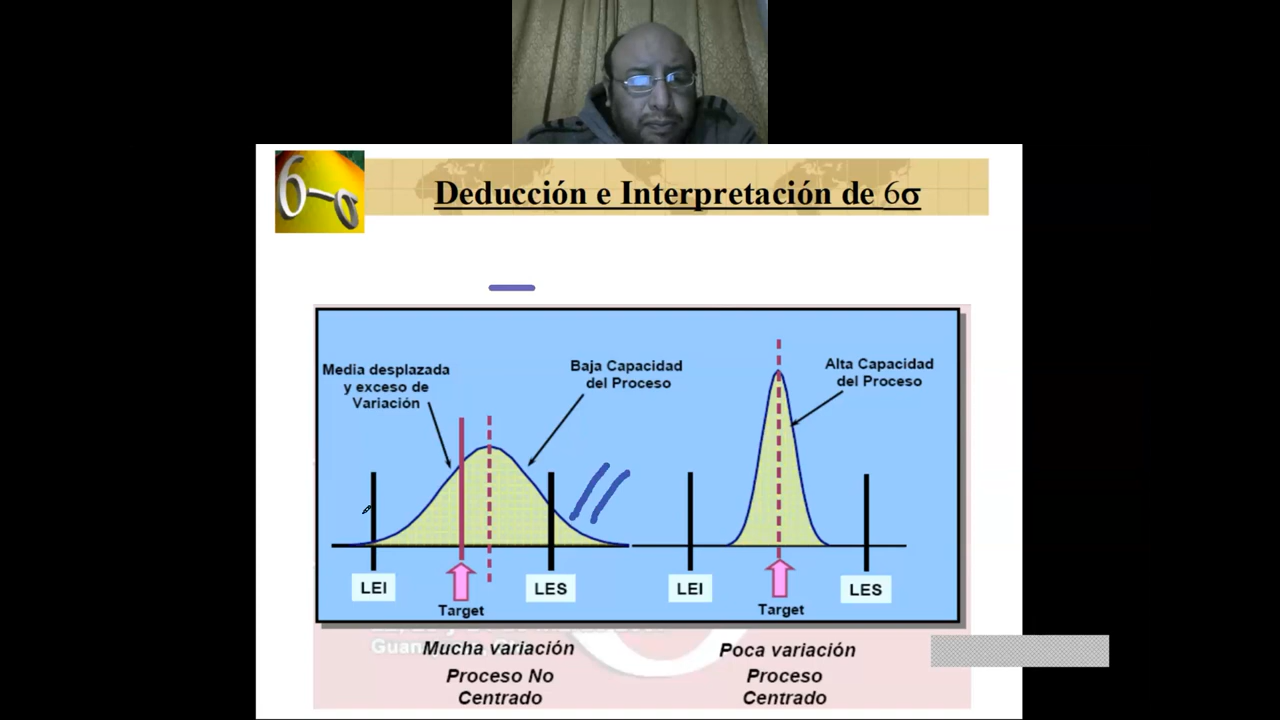 6-σ
Deducción e Interpretación de 6σ
Media desplazada
y exceso de
Variación
Baja Capacidad
del Proceso
Alta Capacidad
del Proceso
LEI
Target
LES
LEI
Target
LES
Mucha variación
Proceso No
Centrado
Poca variación
Proceso
Centrado